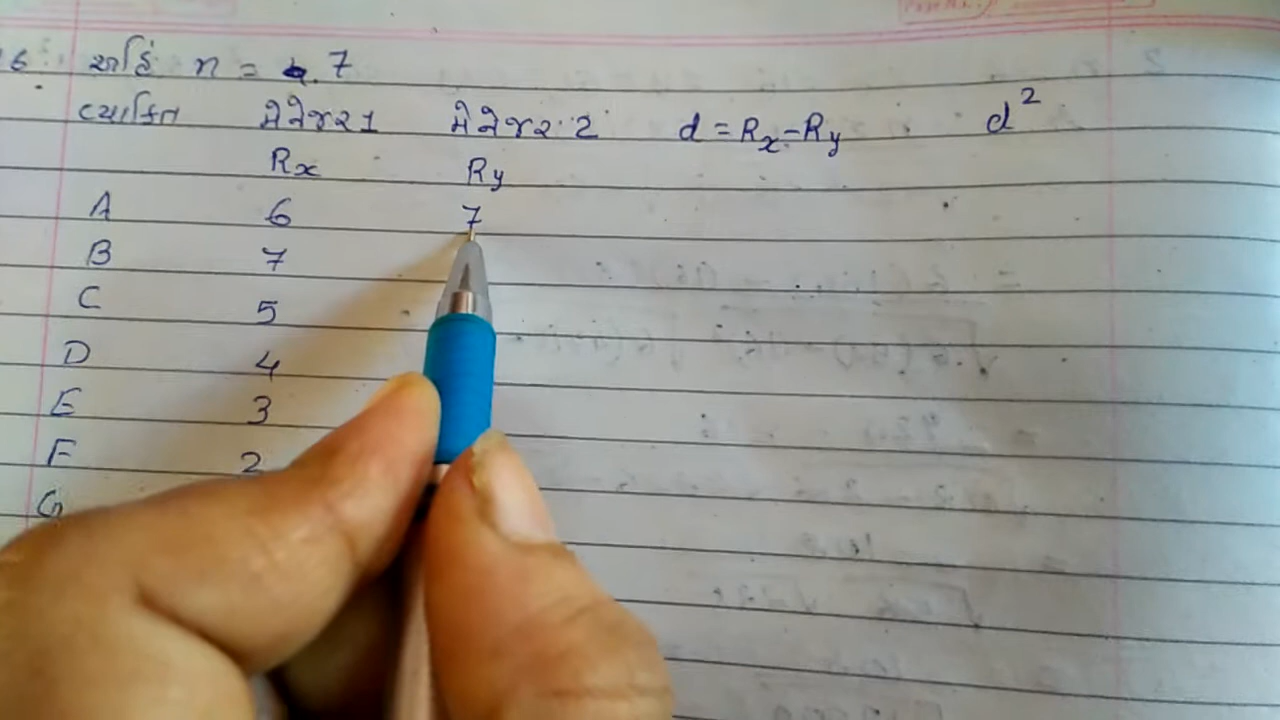 6 અહિં n = 7
વ્યક્તિ મેનેજર 1 મેનેજર 2 d = Rx - Ry d²
Rx Ry
A 6 7
B 7
C 5
D 4
E 3
F 2
G